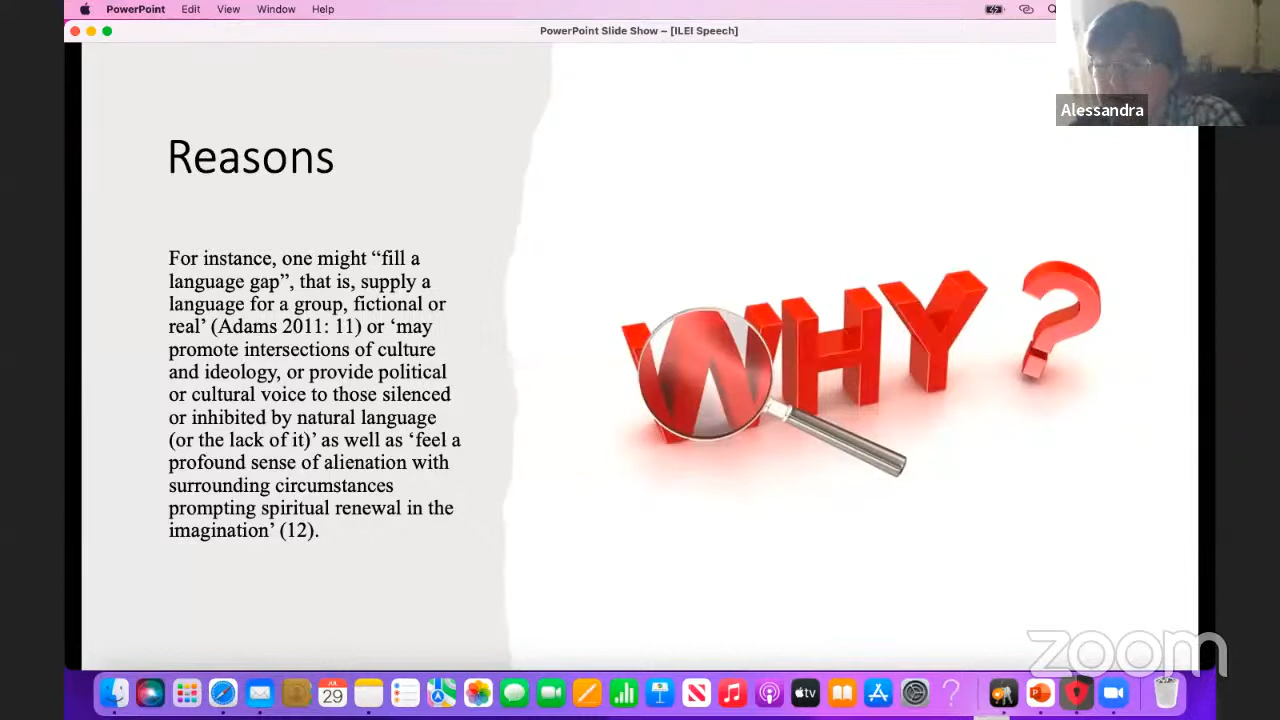 PowerPoint Edit View Window Help
PowerPoint Slide Show ~ [ILEI Speech]
Alessandra
Reasons
For instance, one might “fill a
language gap”, that is, supply a
language for a group, fictional or
real’ (Adams 2011: 11) or ‘may
promote intersections of culture
and ideology, or provide political
or cultural voice to those silenced
or inhibited by natural language
(or the lack of it)’ as well as ‘feel a
profound sense of alienation with
surrounding circumstances
prompting spiritual renewal in the
imagination’ (12).
WHY?
zoom
29
tv